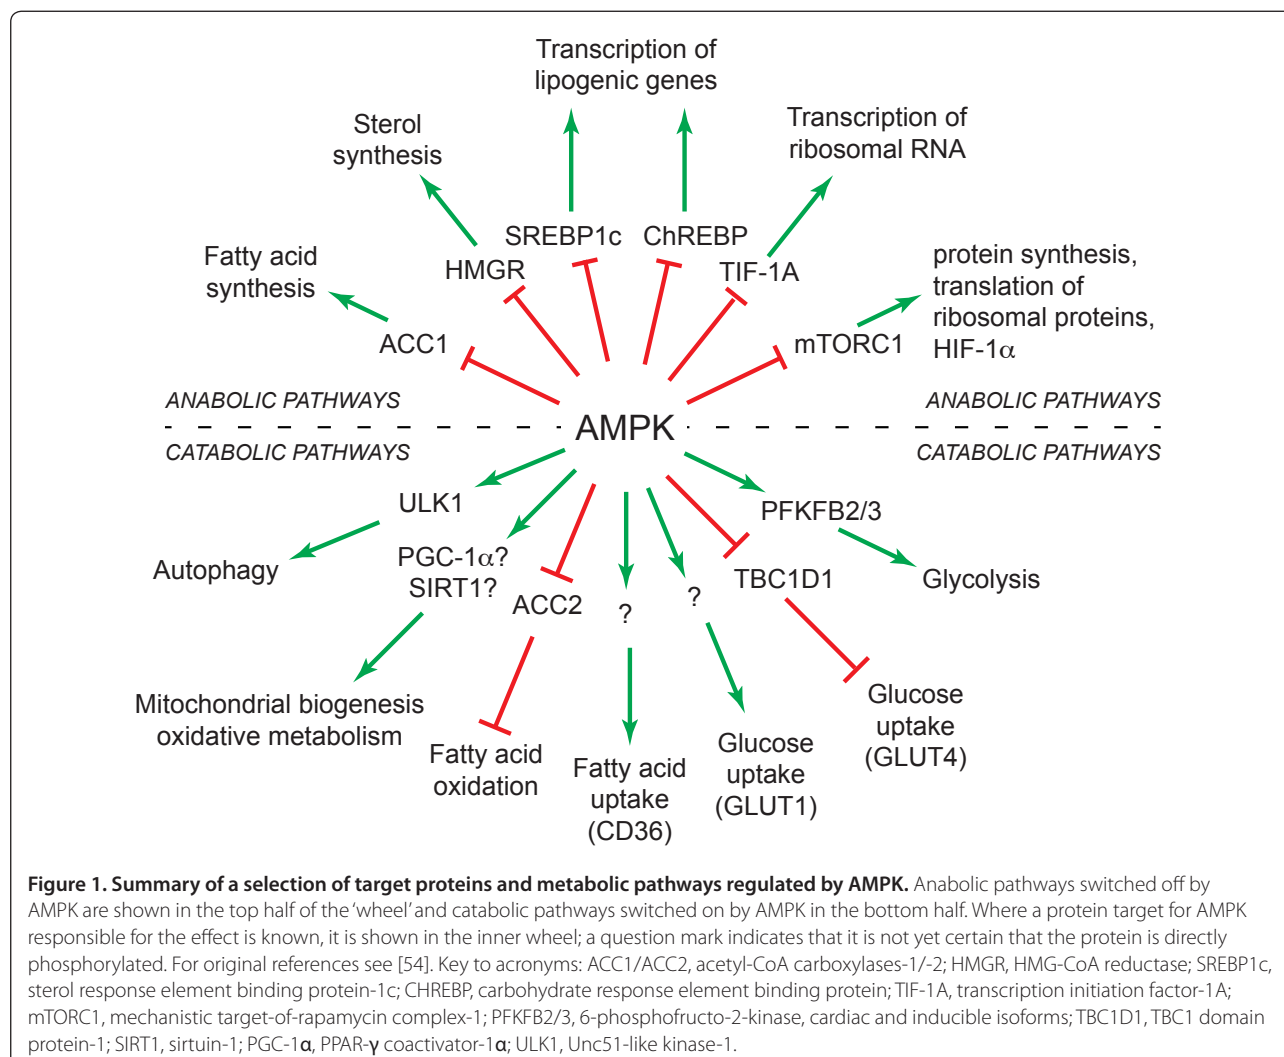 Transcription of
lipogenic genes
Sterol
synthesis
Transcription of
ribosomal RNA
SREBP1c
ChREBP
Fatty acid
synthesis
HMGR
TIF-1A
protein synthesis,
translation of
ribosomal proteins,
HIF-1α
ACC1
mTORC1
ANABOLIC PATHWAYS
ANABOLIC PATHWAYS
AMPK
CATABOLIC PATHWAYS
CATABOLIC PATHWAYS
ULK1
PFKFB2/3
Autophagy
PGC-1α?
SIRT1?
ACC2
?
?
TBC1D1
Glycolysis
Mitochondrial biogenesis
oxidative metabolism
Fatty acid
oxidation
Fatty acid
uptake
(CD36)
Glucose
uptake
(GLUT1)
Glucose
uptake
(GLUT4)
Figure 1. Summary of a selection of target proteins and metabolic pathways regulated by AMPK. Anabolic pathways switched off by
AMPK are shown in the top half of the ‘wheel’ and catabolic pathways switched on by AMPK in the bottom half. Where a protein target for AMPK
responsible for the effect is known, it is shown in the inner wheel; a question mark indicates that it is not yet certain that the protein is directly
phosphorylated. For original references see [54]. Key to acronyms: ACC1/ACC2, acetyl-CoA carboxylases-1/-2; HMGR, HMG-CoA reductase; SREBP1c,
sterol response element binding protein-1c; CHREBP, carbohydrate response element binding protein; TIF-1A, transcription initiation factor-1A;
mTORC1, mechanistic target-of-rapamycin complex-1; PFKFB2/3, 6-phosphofructo-2-kinase, cardiac and inducible isoforms; TBC1D1, TBC1 domain
protein-1; SIRT1, sirtuin-1; PGC-1α, PPAR-γ coactivator-1α; ULK1, Unc51-like kinase-1.